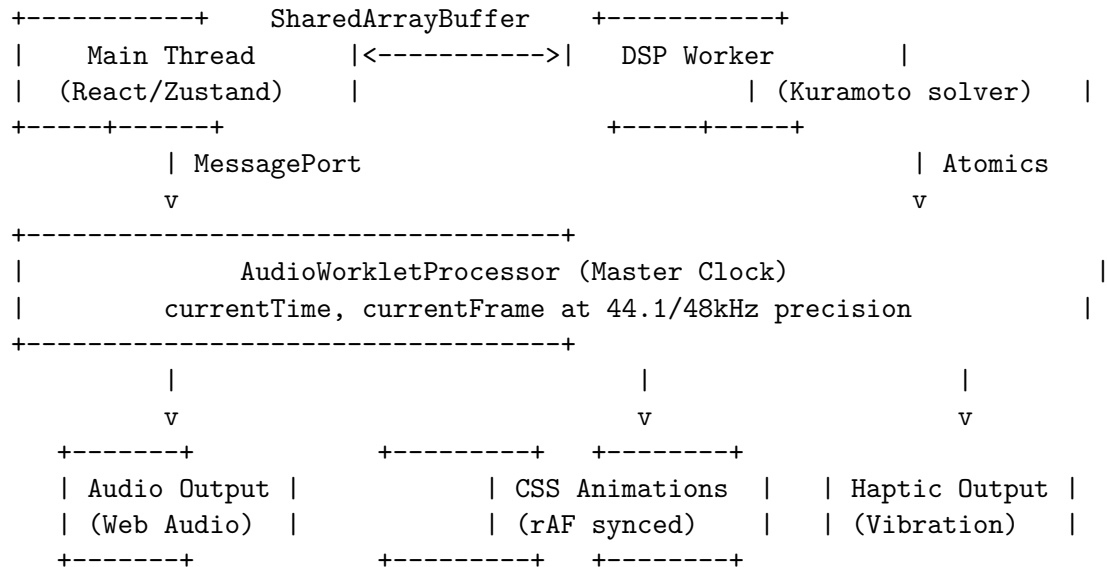 +-----------+ SharedArrayBuffer +-----------+
| Main Thread |<----------->| DSP Worker |
| (React/Zustand) | | (Kuramoto solver) |
+-----+------+ +-----+-----+
| MessagePort | Atomics
v v
+-----------------------------------+
| AudioWorkletProcessor (Master Clock) |
| currentTime, currentFrame at 44.1/48kHz precision |
+-----------------------------------+
| | |
v v v
+-------+ +---------+ +--------+
| Audio Output | | CSS Animations | | Haptic Output |
| (Web Audio) | | (rAF synced) | | (Vibration) |
+-------+ +---------+ +--------+